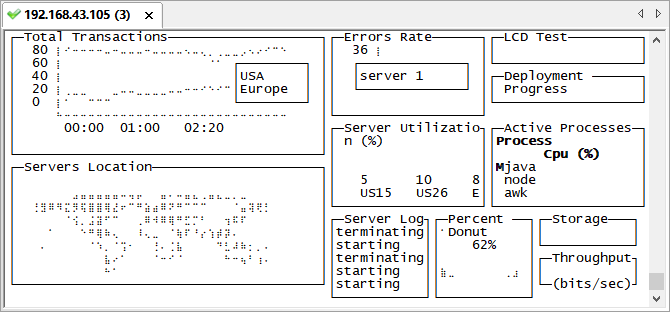 192.168.43.105 (3)
Total Transactions
80
60
40
20
0
USA
Europe
00:00 01:00 02:20
Errors Rate
36
server 1
LCD Test
Deployment
Progress
Server Utilizatio
n (%)
5 10 8
US15 US26 E
Active Processes
Process
Cpu (%)
Mjava
node
awk
Servers Location
Server Log
terminating
starting
terminating
starting
starting
Percent
Donut
62%
Storage
Throughput
(bits/sec)